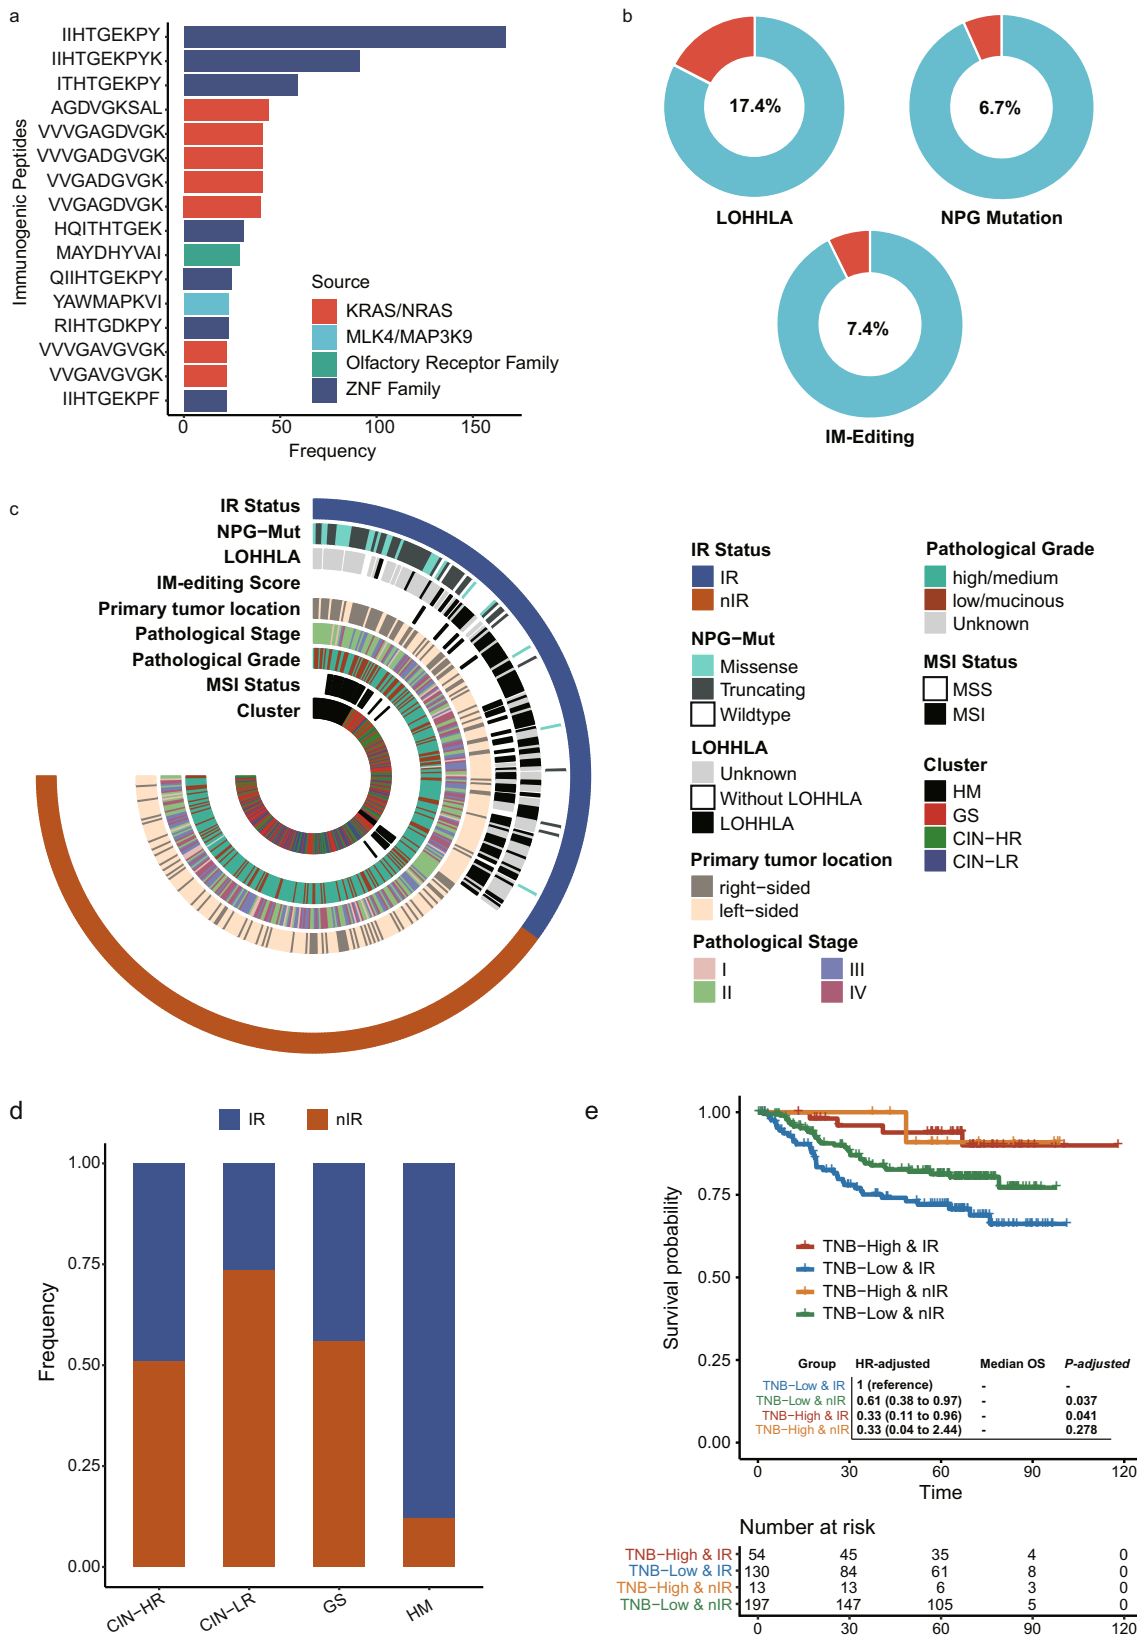 a
Immunogenic Peptides
IIHTGEKPY
IIHTGEKPYK
ITHTGEKPY
AGDVGKSAL
VVVGAGDVGK
VVVGADGVGK
VVGADGVGK
VVGAGDVGK
HQITHTGEK
MAYDHYVAI
QIIHTGEKPY
YAWMAPKVI
RIHTGDKPY
VVVGAVGVGK
VVGAVGVGK
IIHTGEKPF
Source
KRAS/NRAS
MLK4/MAP3K9
Olfactory Receptor Family
ZNF Family
0 50 100 150
Frequency
b
17.4%
LOHHLA
6.7%
NPG Mutation
7.4%
IM-Editing
c
IR Status
NPG−Mut
LOHHLA
IM-editing Score
Primary tumor location
Pathological Stage
Pathological Grade
MSI Status
Cluster
IR Status
IR
nIR
NPG−Mut
Missense
Truncating
Wildtype
LOHHLA
Unknown
Without LOHHLA
LOHHLA
Primary tumor location
right−sided
left−sided
Pathological Stage
I III
II IV
Pathological Grade
high/medium
low/mucinous
Unknown
MSI Status
MSS
MSI
Cluster
HM
GS
CIN−HR
CIN−LR
d
IR nIR
Frequency
1.00
0.75
0.50
0.25
0.00
CIN−HR CIN−LR GS HM
e
Survival probability
1.00
0.75
0.50
0.25
0.00
TNB−High & IR
TNB−Low & IR
TNB−High & nIR
TNB−Low & nIR
Group HR-adjusted Median OS P-adjusted
TNB−Low & IR 1 (reference) - -
TNB−Low & nIR 0.61 (0.38 to 0.97) - 0.037
TNB−High & IR 0.33 (0.11 to 0.96) - 0.041
TNB−High & nIR 0.33 (0.04 to 2.44) - 0.278
0 30 60 90 120
Time
Number at risk
TNB−High & IR 54 45 35 4 0
TNB−Low & IR 130 84 61 8 0
TNB−High & nIR 13 13 6 3 0
TNB−Low & nIR 197 147 105 5 0
0 30 60 90 120